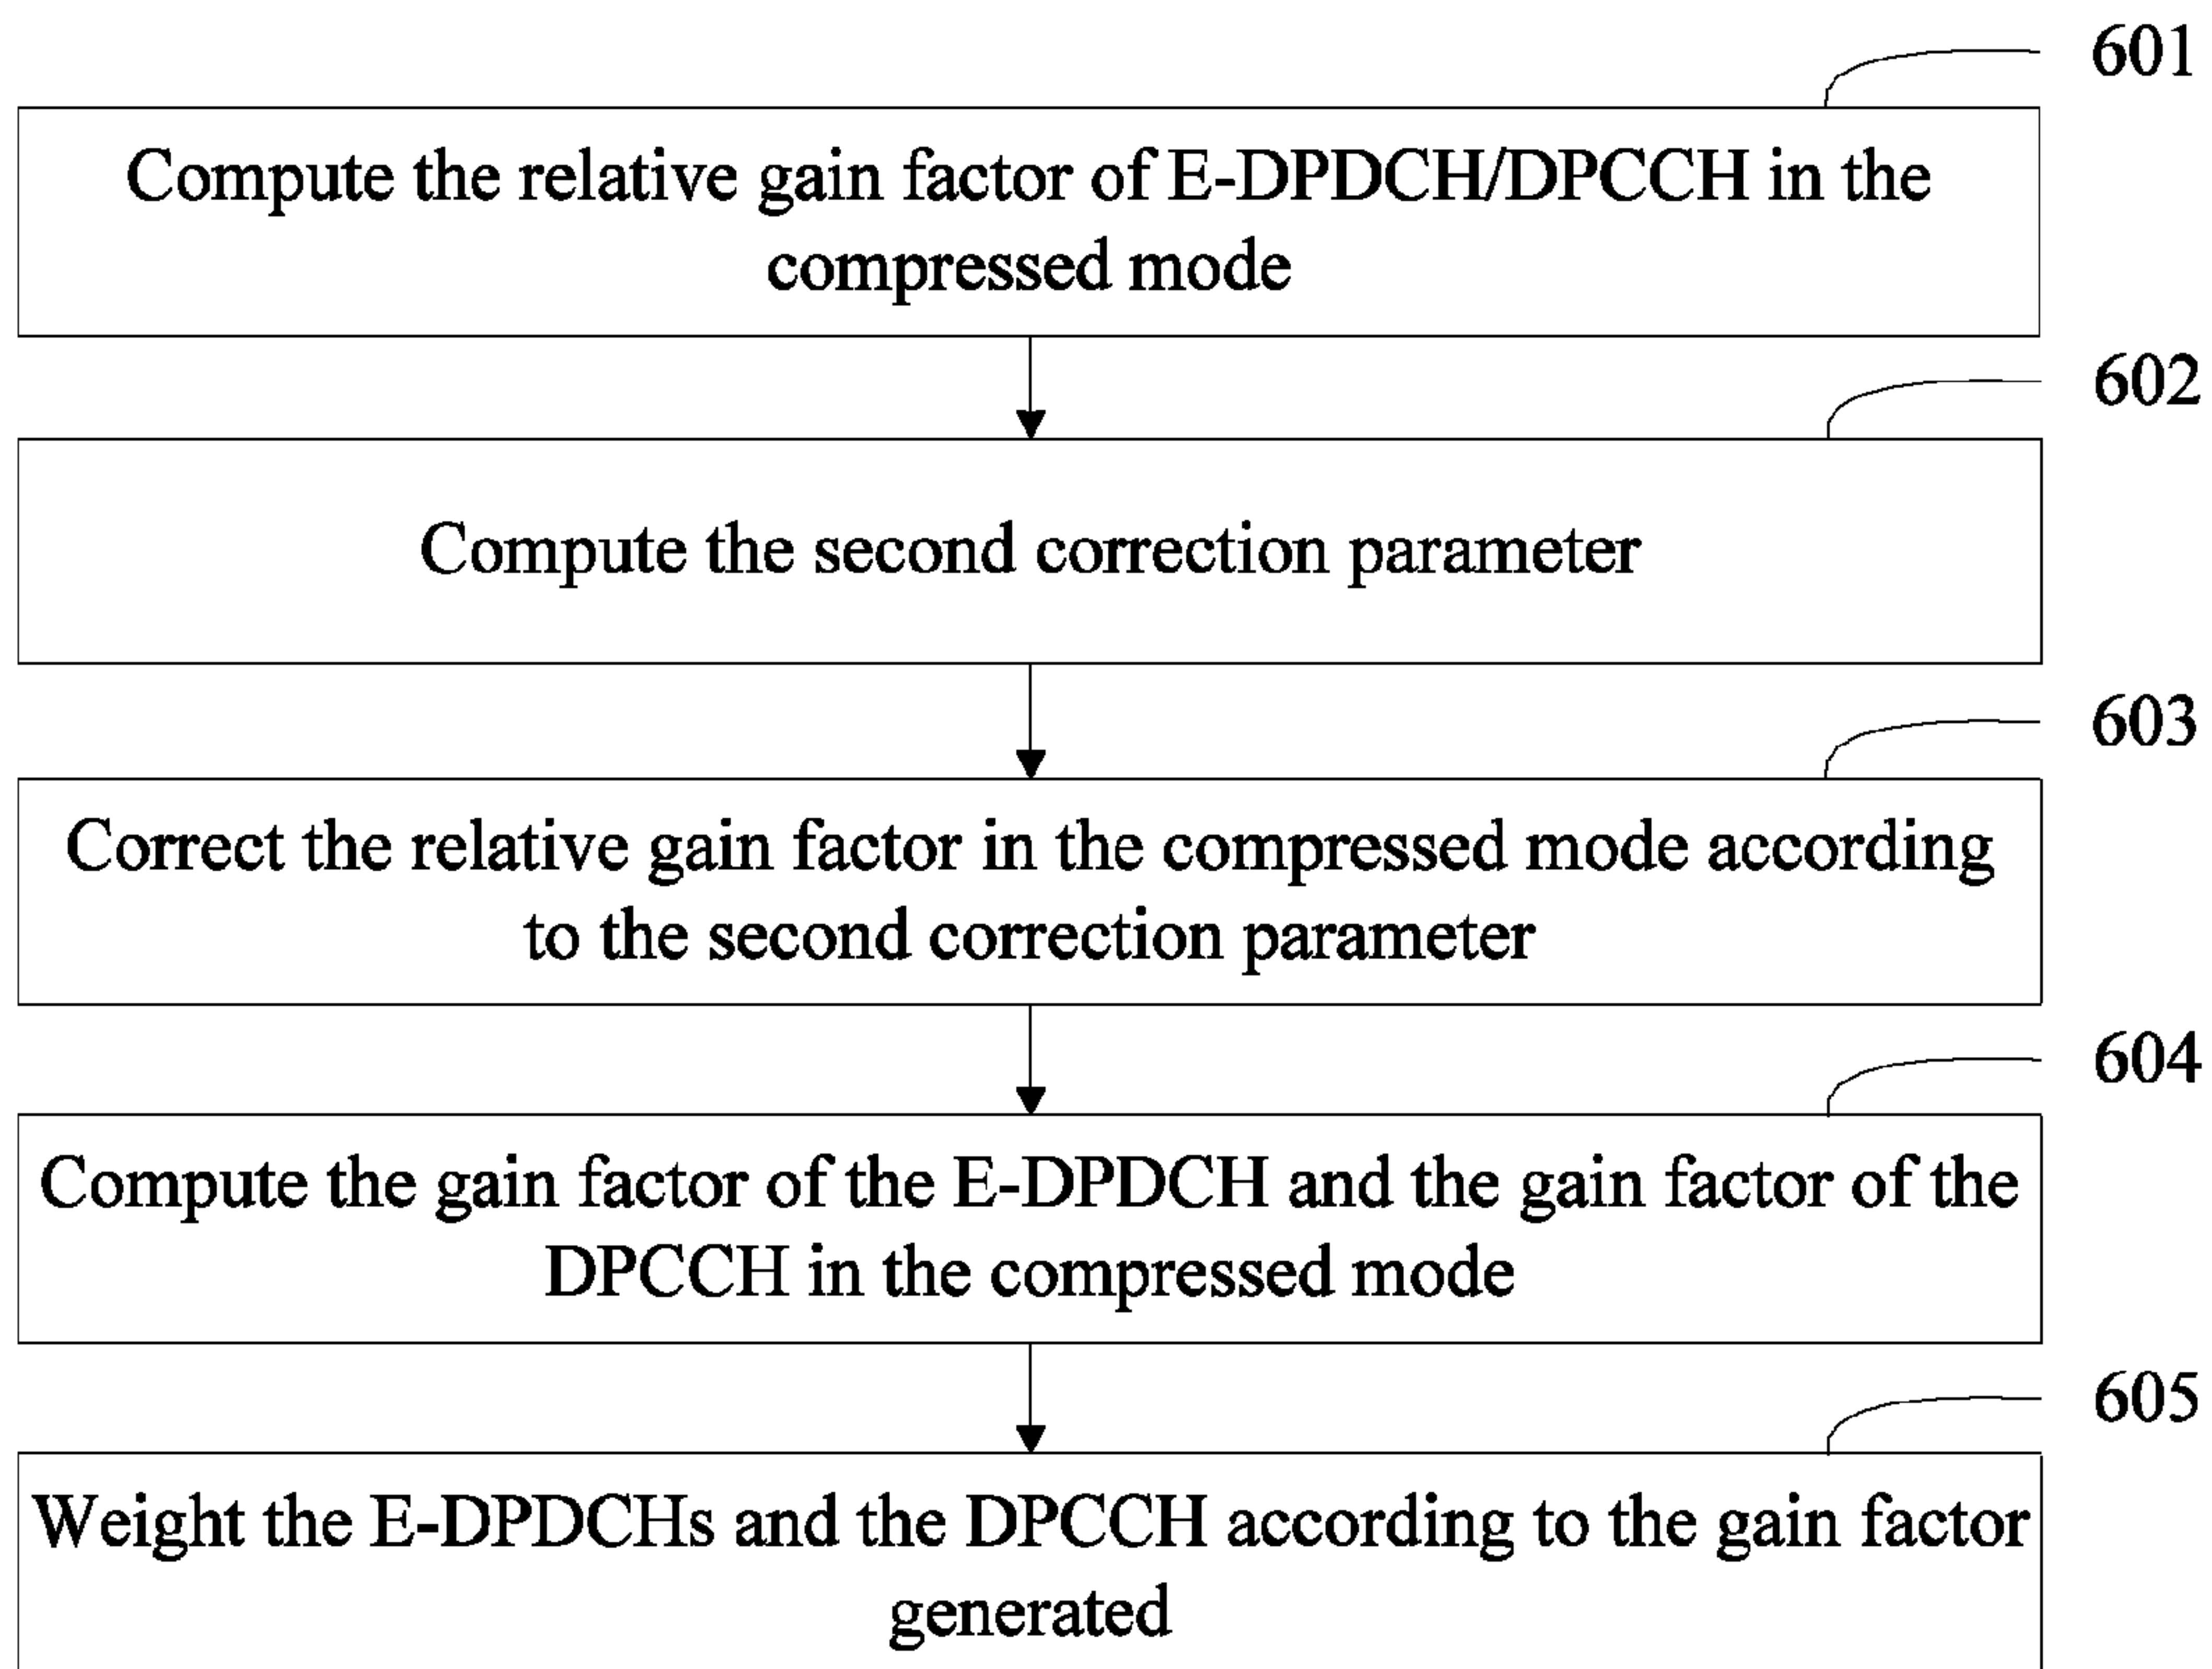 601
Compute the relative gain factor of E-DPDCH/DPCCH in the
compressed mode
602
Compute the second correction parameter
603
Correct the relative gain factor in the compressed mode according
to the second correction parameter
604
Compute the gain factor of the E-DPDCH and the gain factor of the
DPCCH in the compressed mode
605
Weight the E-DPDCHs and the DPCCH according to the gain factor
generated